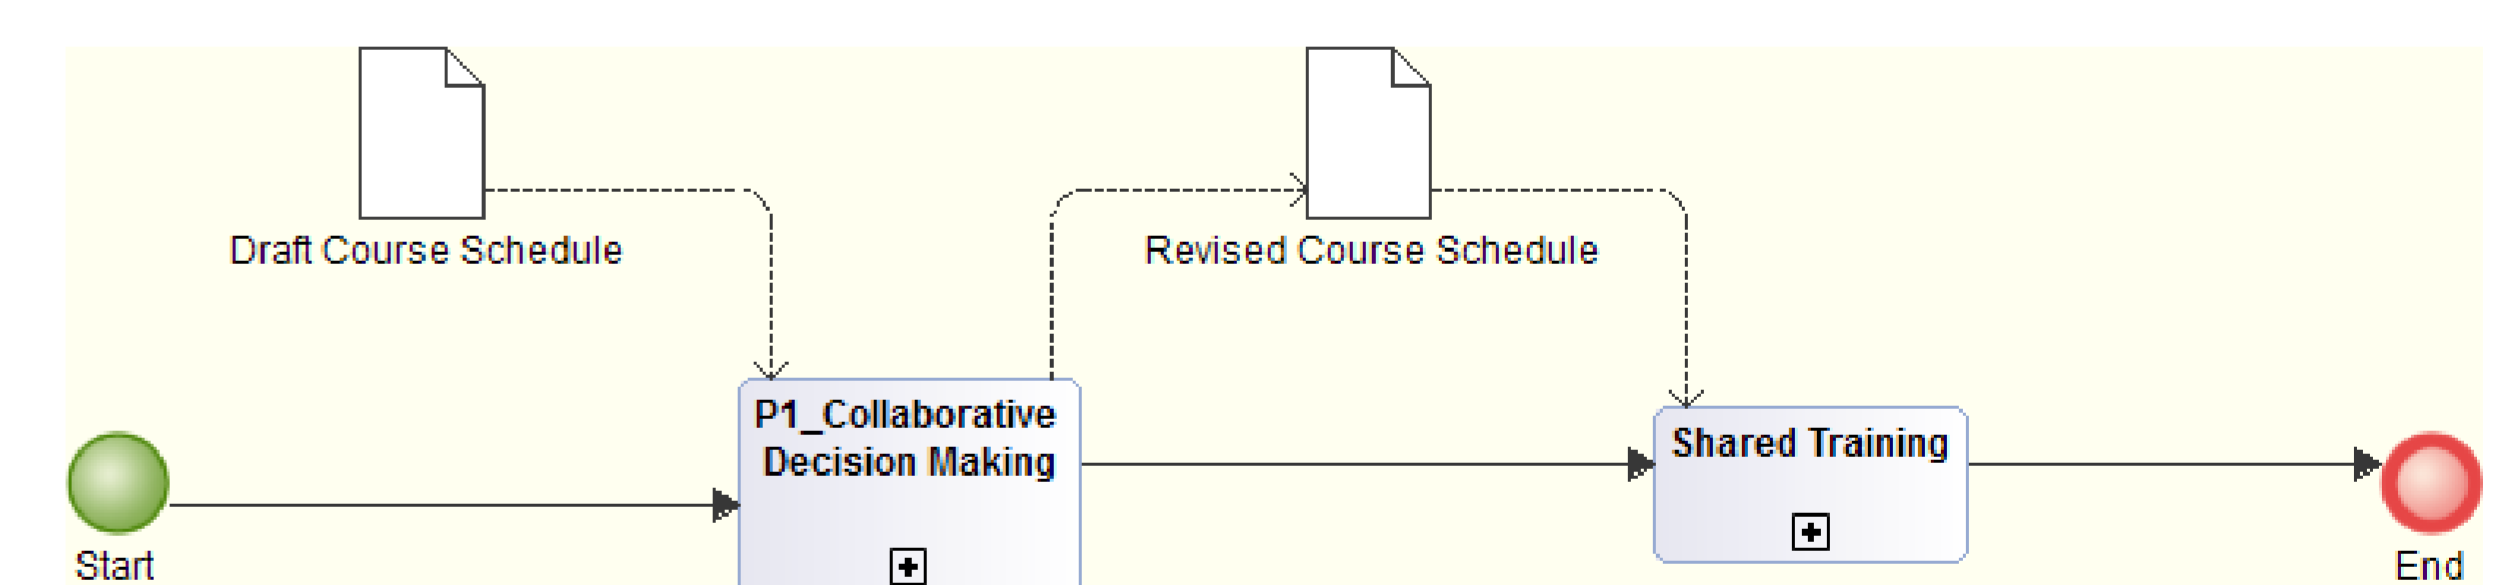 Draft Course Schedule
Revised Course Schedule
P1_Collaborative
Decision Making
Shared Training
Start
End